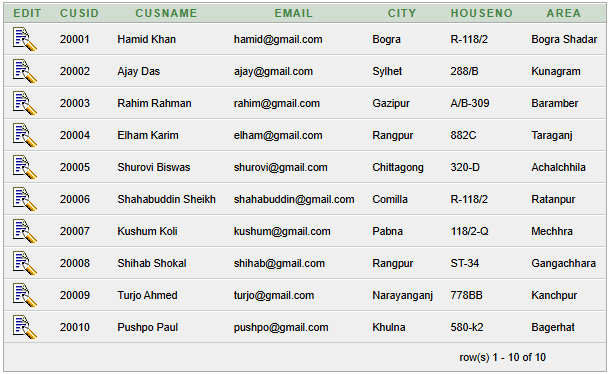 EDIT CUSID CUSNAME EMAIL CITY HOUSENO AREA
20001 Hamid Khan hamid@gmail.com Bogra R-118/2 Bogra Shadar
20002 Ajay Das ajay@gmail.com Sylhet 288/B Kunagram
20003 Rahim Rahman rahim@gmail.com Gazipur A/B-309 Baramber
20004 Elham Karim elham@gmail.com Rangpur 882C Taraganj
20005 Shurovi Biswas shurovi@gmail.com Chittagong 320-D Achalchhila
20006 Shahabuddin Sheikh shahabuddin@gmail.com Comilla R-118/2 Ratanpur
20007 Kushum Koli kushum@gmail.com Pabna 118/2-Q Mechhra
20008 Shihab Shokal shihab@gmail.com Rangpur ST-34 Gangachhara
20009 Turjo Ahmed turjo@gmail.com Narayanganj 778BB Kanchpur
20010 Pushpo Paul pushpo@gmail.com Khulna 580-k2 Bagerhat
row(s) 1 - 10 of 10